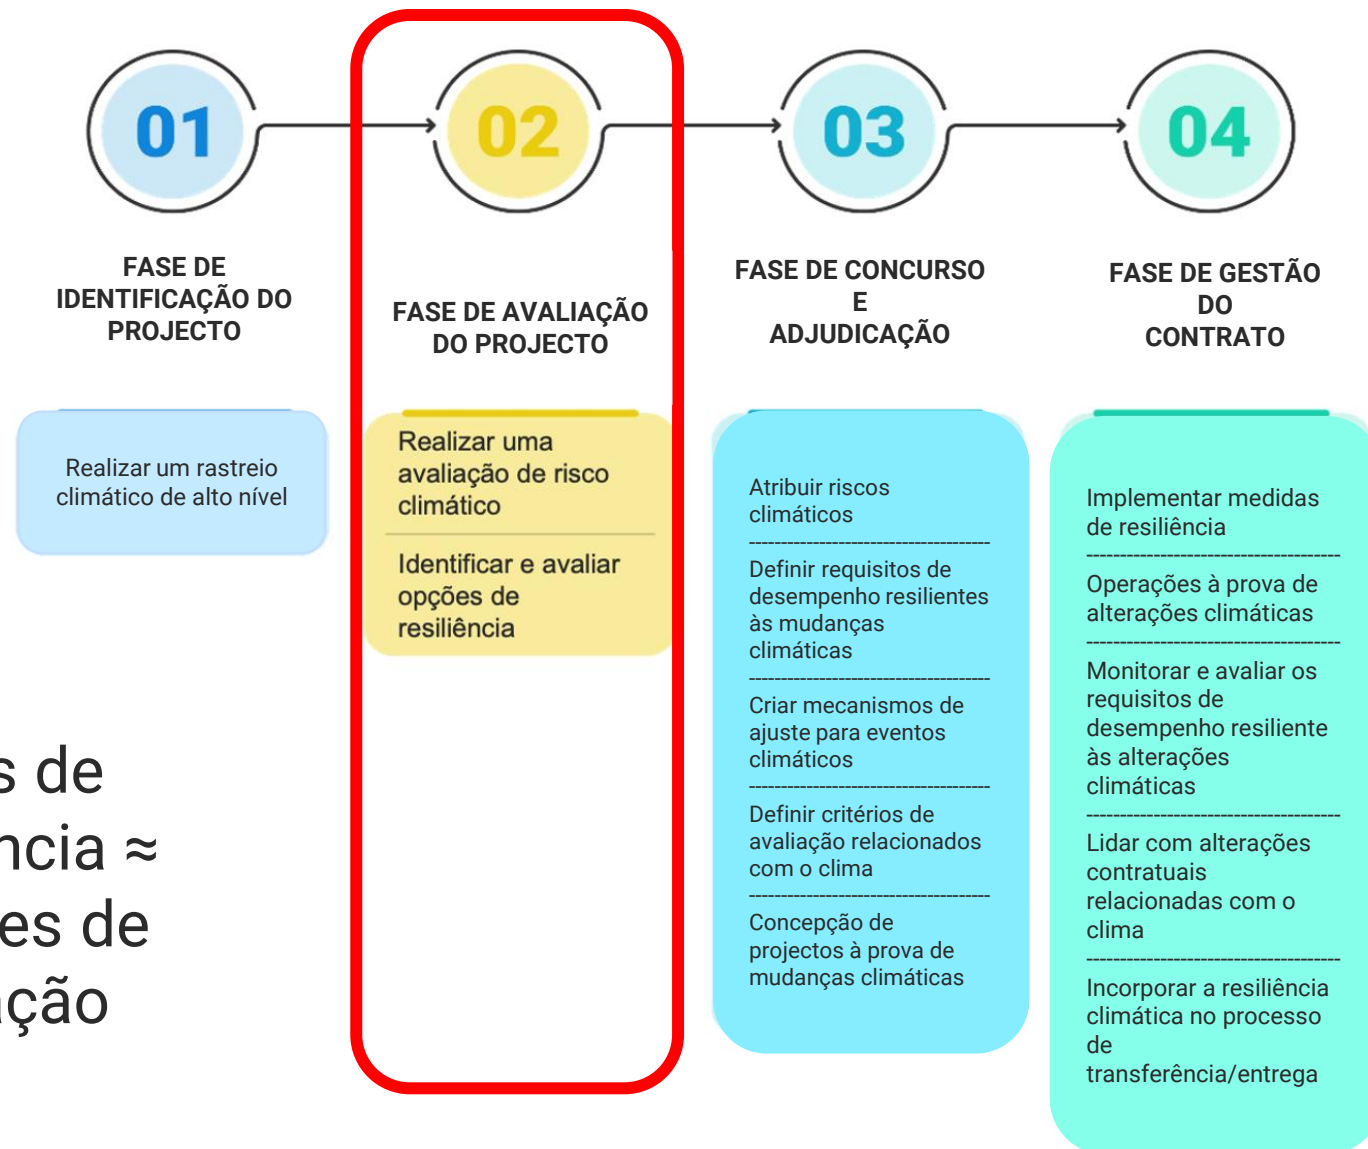 01
02
03
04
FASE DE
IDENTIFICAÇÃO DO
PROJECTO
FASE DE AVALIAÇÃO
DO PROJECTO
FASE DE CONCURSO
E
ADJUDICAÇÃO
FASE DE GESTÃO
DO
CONTRATO
Realizar um rastreio
climático de alto nível
Realizar uma
avaliação de risco
climático
Identificar e avaliar
opções de
resiliência
Atribuir riscos
climáticos
Definir requisitos de
desempenho resilientes
às mudanças
climáticas
Criar mecanismos de
ajuste para eventos
climáticos
Definir critérios de
avaliação relacionados
com o clima
Concepção de
projectos à prova de
mudanças climáticas
Implementar medidas
de resiliência
Operações à prova de
alterações climáticas
Monitorar e avaliar os
requisitos de
desempenho resiliente
às alterações
climáticas
Lidar com alterações
contratuais
relacionadas com o
clima
Incorporar a resiliência
climática no processo
de
transferência/entrega
de
≈
de